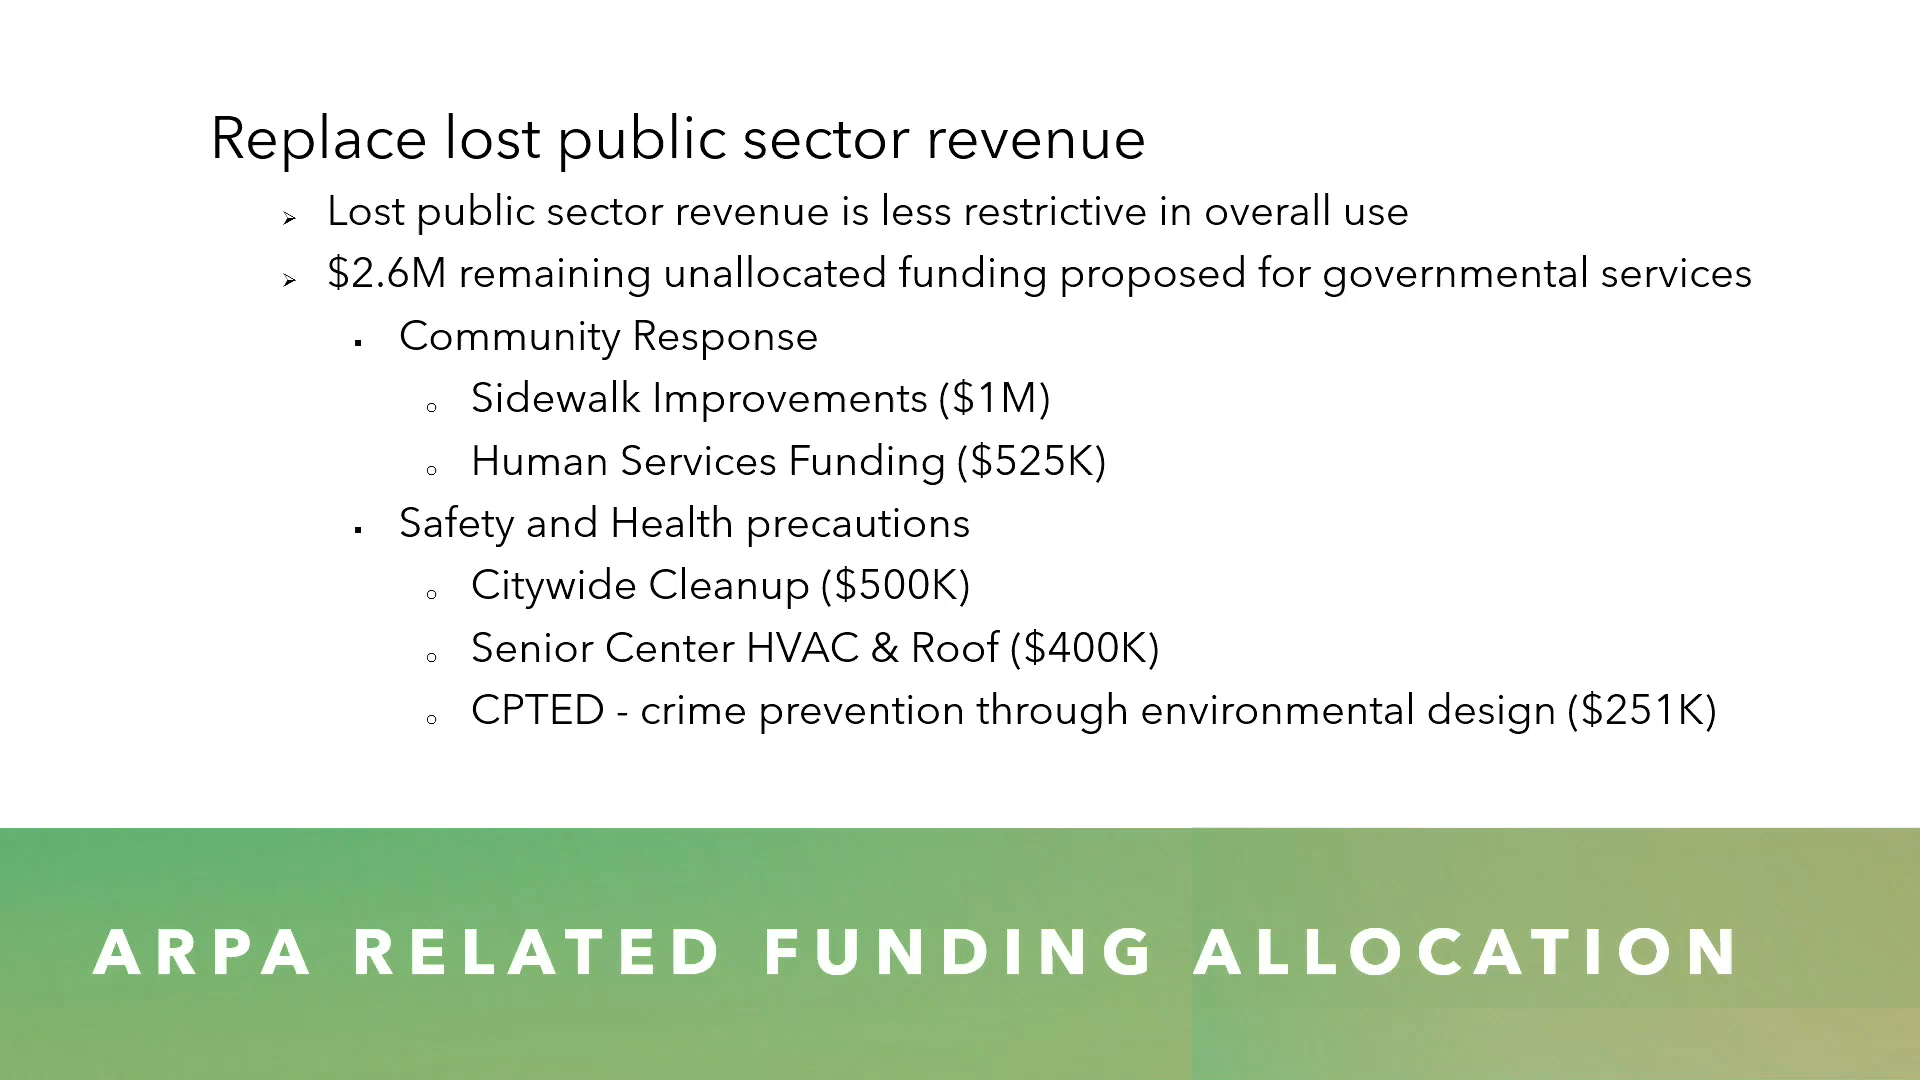 Replace lost public sector revenue
➢ Lost public sector revenue is less restrictive in overall use
➢ $2.6M remaining unallocated funding proposed for governmental services
▪ Community Response
o Sidewalk Improvements ($1M)
o Human Services Funding ($525K)
▪ Safety and Health precautions
o Citywide Cleanup ($500K)
o Senior Center HVAC & Roof ($400K)
o CPTED - crime prevention through environmental design ($251K)
ARPA RELATED FUNDING ALLOCATION